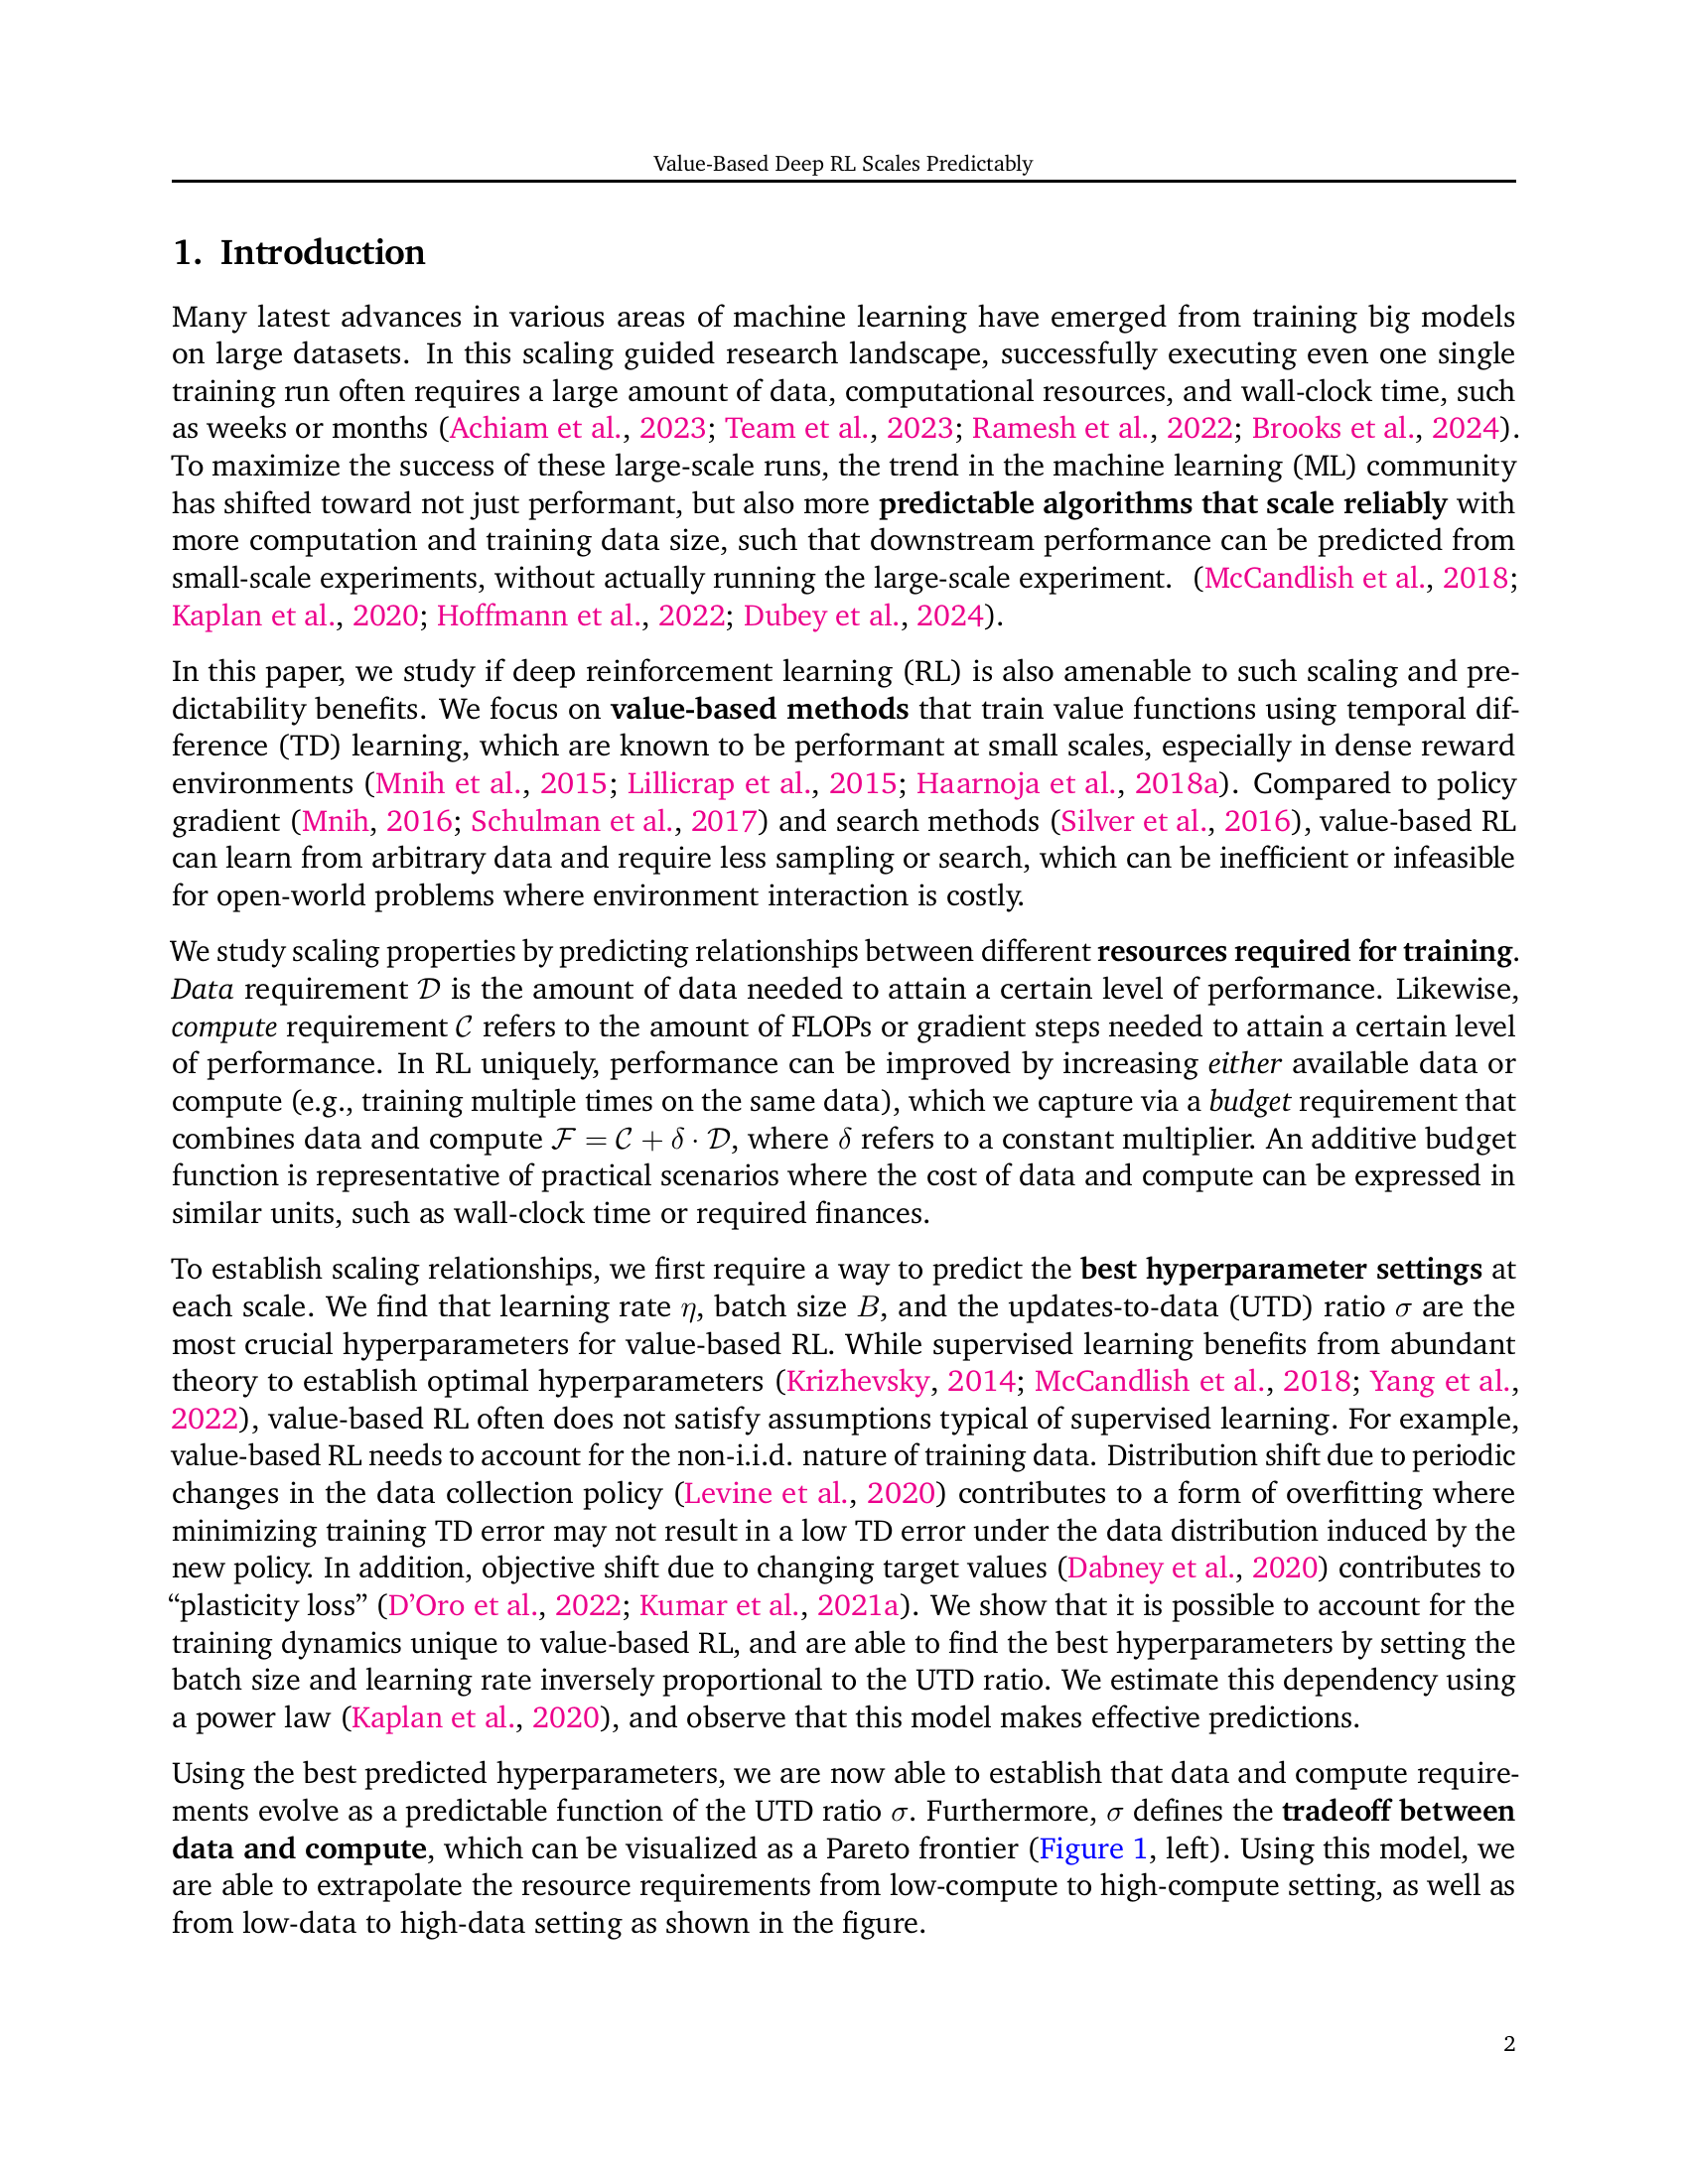 Value-Based Deep RL Scales Predictably
1. Introduction
Many latest advances in various areas of machine learning have emerged from training big models
on large datasets. In this scaling guided research landscape, successfully executing even one single
training run often requires a large amount of data, computational resources, and wall-clock time, such
as weeks or months (Achiam et al., 2023; Team et al., 2023; Ramesh et al., 2022; Brooks et al., 2024).
To maximize the success of these large-scale runs, the trend in the machine learning (ML) community
has shifted toward not just performant, but also more predictable algorithms that scale reliably with
more computation and training data size, such that downstream performance can be predicted from
small-scale experiments, without actually running the large-scale experiment. (McCandlish et al., 2018;
Kaplan et al., 2020; Hoffmann et al., 2022; Dubey et al., 2024).
In this paper, we study if deep reinforcement learning (RL) is also amenable to such scaling and pre-
dictability benefits. We focus on value-based methods that train value functions using temporal dif-
ference (TD) learning, which are known to be performant at small scales, especially in dense reward
environments (Mnih et al., 2015; Lillicrap et al., 2015; Haarnoja et al., 2018a). Compared to policy
gradient (Mnih, 2016; Schulman et al., 2017) and search methods (Silver et al., 2016), value-based RL
can learn from arbitrary data and require less sampling or search, which can be inefficient or infeasible
for open-world problems where environment interaction is costly.
We study scaling properties by predicting relationships between different resources required for training.
Data requirement 𝒟 is the amount of data needed to attain a certain level of performance. Likewise,
compute requirement 𝒞 refers to the amount of FLOPs or gradient steps needed to attain a certain level
of performance. In RL uniquely, performance can be improved by increasing either available data or
compute (e.g., training multiple times on the same data), which we capture via a budget requirement that
combines data and compute ℱ = 𝒞 + δ · 𝒟, where δ refers to a constant multiplier. An additive budget
function is representative of practical scenarios where the cost of data and compute can be expressed in
similar units, such as wall-clock time or required finances.
To establish scaling relationships, we first require a way to predict the best hyperparameter settings at
each scale. We find that learning rate η, batch size B, and the updates-to-data (UTD) ratio σ are the
most crucial hyperparameters for value-based RL. While supervised learning benefits from abundant
theory to establish optimal hyperparameters (Krizhevsky, 2014; McCandlish et al., 2018; Yang et al.,
2022), value-based RL often does not satisfy assumptions typical of supervised learning. For example,
value-based RL needs to account for the non-i.i.d. nature of training data. Distribution shift due to periodic
changes in the data collection policy (Levine et al., 2020) contributes to a form of overfitting where
minimizing training TD error may not result in a low TD error under the data distribution induced by the
new policy. In addition, objective shift due to changing target values (Dabney et al., 2020) contributes to
“plasticity loss” (D’Oro et al., 2022; Kumar et al., 2021a). We show that it is possible to account for the
training dynamics unique to value-based RL, and are able to find the best hyperparameters by setting the
batch size and learning rate inversely proportional to the UTD ratio. We estimate this dependency using
a power law (Kaplan et al., 2020), and observe that this model makes effective predictions.
Using the best predicted hyperparameters, we are now able to establish that data and compute require-
ments evolve as a predictable function of the UTD ratio σ. Furthermore, σ defines the tradeoff between
data and compute, which can be visualized as a Pareto frontier (Figure 1, left). Using this model, we
are able to extrapolate the resource requirements from low-compute to high-compute setting, as well as
from low-data to high-data setting as shown in the figure.
2